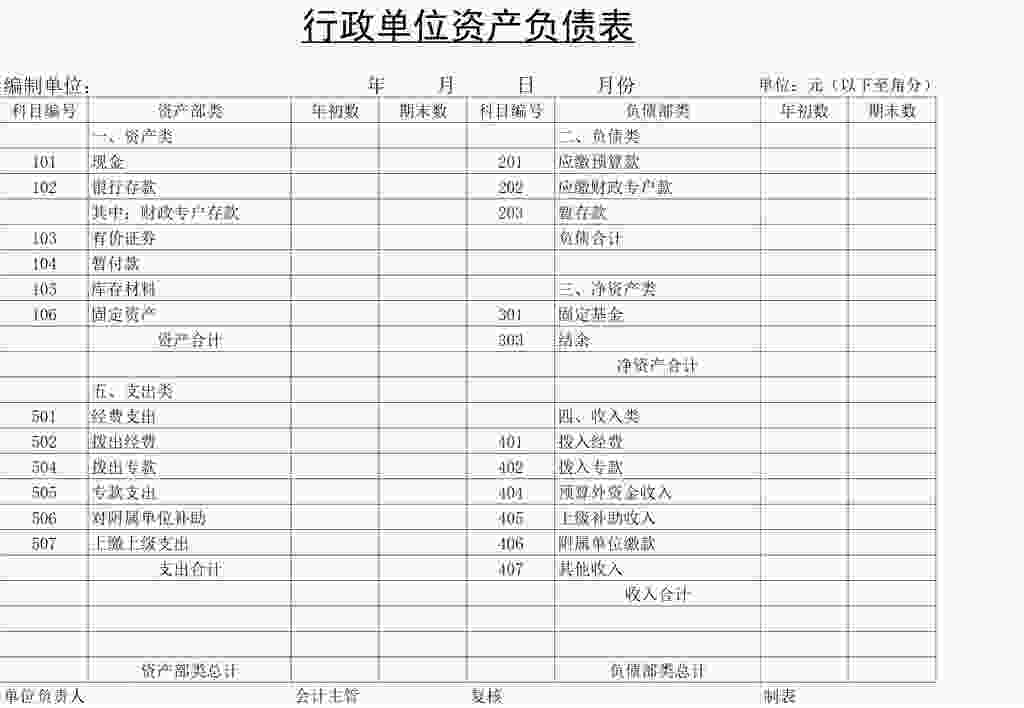 行政单位资产负债表
编制单位： 年 月 日 月份 单位：元（以下至角分）
科目编号 资产部类 年初数 期末数 科目编号 负债部类 年初数 期末数
一、资产类 二、负债类
101 现金 201 应缴预算款
102 银行存款 202 应缴财政专户款
其中：财政专户存款 203 暂存款
103 有价证券 负债合计
104 暂付款
105 库存材料 三、净资产类
106 固定资产 301 固定基金
资产合计 303 结余
净资产合计
五、支出类
501 经费支出 四、收入类
502 拨出经费 401 拨入经费
504 拨出专款 402 拨入专款
505 专款支出 404 预算外资金收入
506 对附属单位补助 405 上级补助收入
507 上缴上级支出 406 附属单位缴款
支出合计 407 其他收入
收入合计
资产部类总计 负债部类总计
单位负责人 会计主管 复核 制表